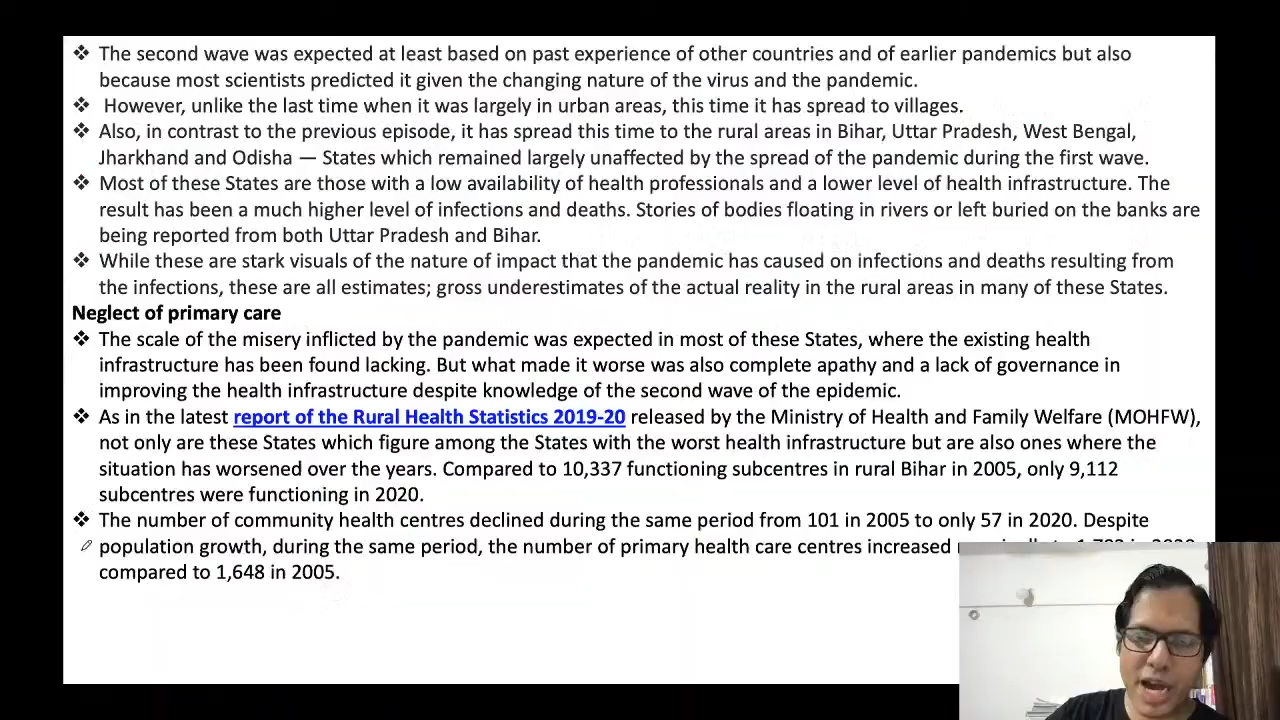 ❖ The second wave was expected at least based on past experience of other countries and of earlier pandemics but also
because most scientists predicted it given the changing nature of the virus and the pandemic.
❖ However, unlike the last time when it was largely in urban areas, this time it has spread to villages.
❖ Also, in contrast to the previous episode, it has spread this time to the rural areas in Bihar, Uttar Pradesh, West Bengal,
Jharkhand and Odisha — States which remained largely unaffected by the spread of the pandemic during the first wave.
❖ Most of these States are those with a low availability of health professionals and a lower level of health infrastructure. The
result has been a much higher level of infections and deaths. Stories of bodies floating in rivers or left buried on the banks are
being reported from both Uttar Pradesh and Bihar.
❖ While these are stark visuals of the nature of impact that the pandemic has caused on infections and deaths resulting from
the infections, these are all estimates; gross underestimates of the actual reality in the rural areas in many of these States.
Neglect of primary care
❖ The scale of the misery inflicted by the pandemic was expected in most of these States, where the existing health
infrastructure has been found lacking. But what made it worse was also complete apathy and a lack of governance in
improving the health infrastructure despite knowledge of the second wave of the epidemic.
❖ As in the latest report of the Rural Health Statistics 2019-20 released by the Ministry of Health and Family Welfare (MOHFW),
not only are these States which figure among the States with the worst health infrastructure but are also ones where the
situation has worsened over the years. Compared to 10,337 functioning subcentres in rural Bihar in 2005, only 9,112
subcentres were functioning in 2020.
❖ The number of community health centres declined during the same period from 101 in 2005 to only 57 in 2020. Despite
population growth, during the same period, the number of primary health care centres increased
compared to 1,648 in 2005.